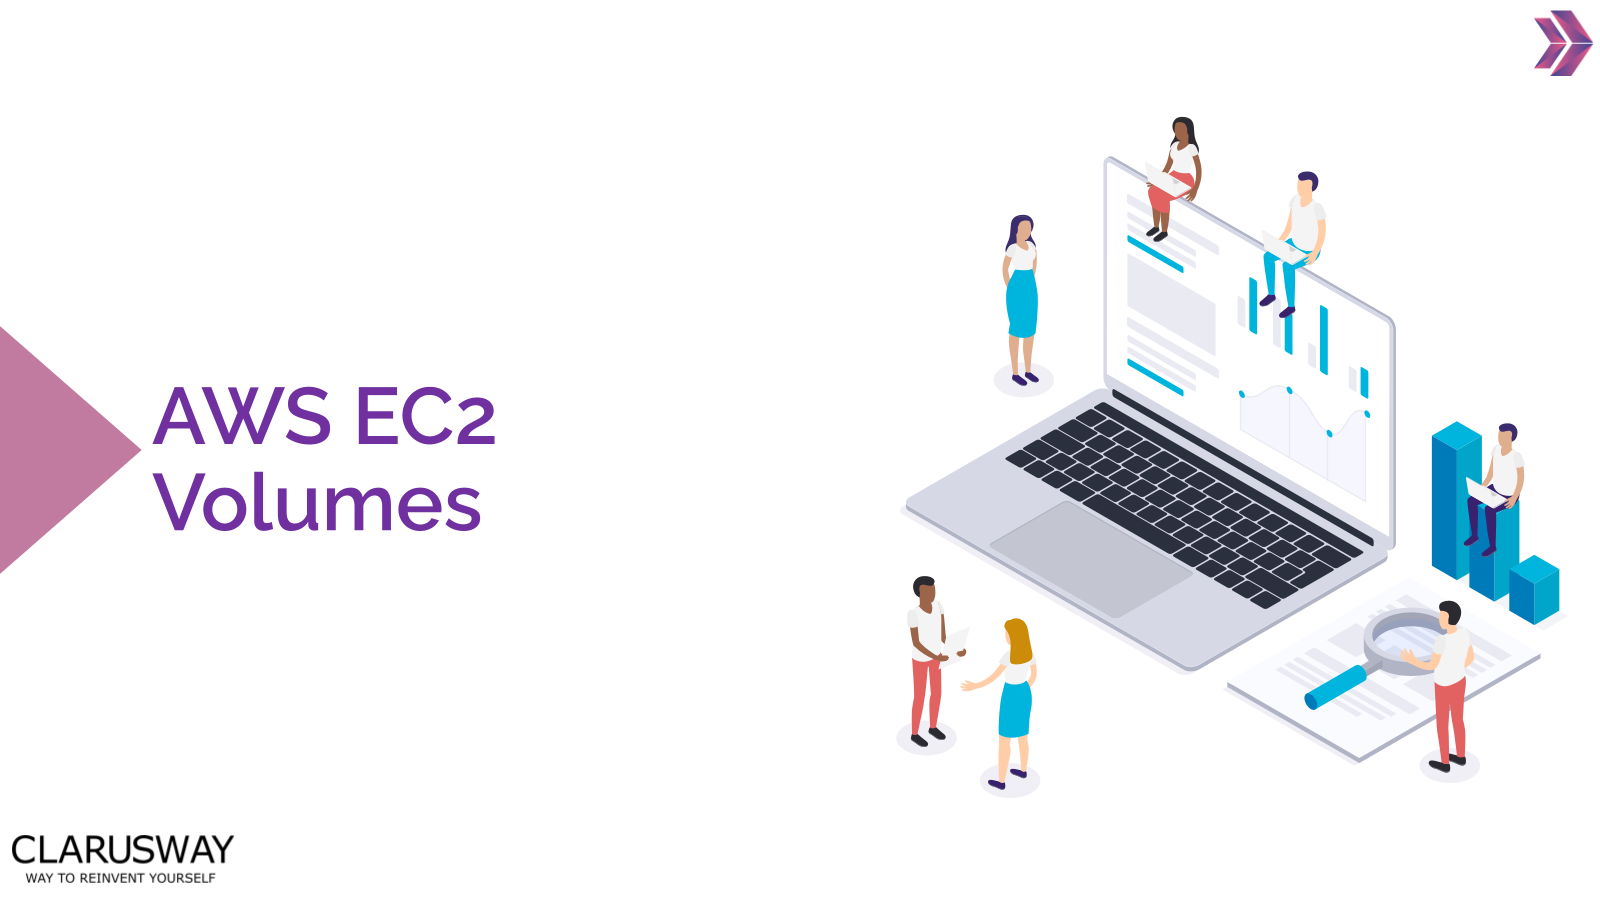 AWS EC2
Volumes
CLARUSWAY
WAY TO REINVENT YOURSELF